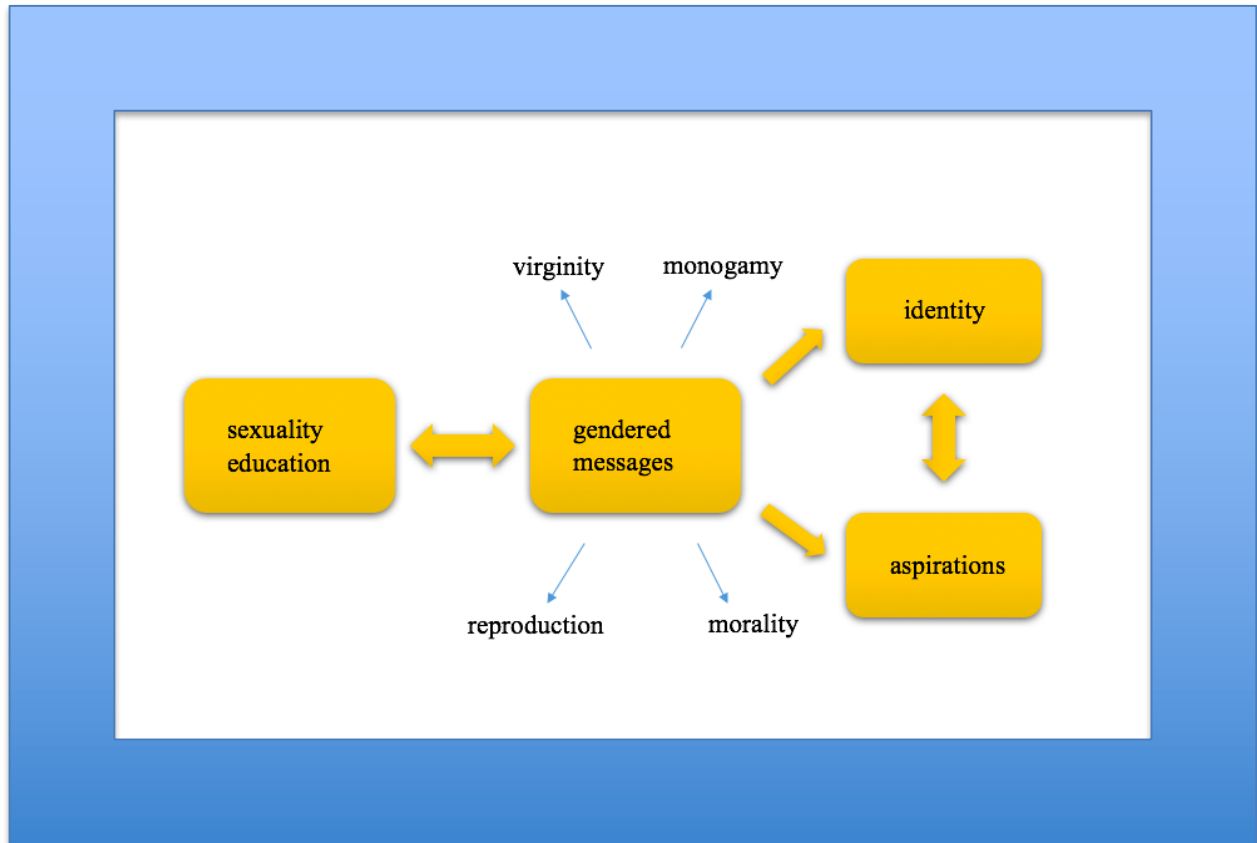 virginity
monogamy
identity
sexuality
education
gendered
messages
aspirations
reproduction
morality